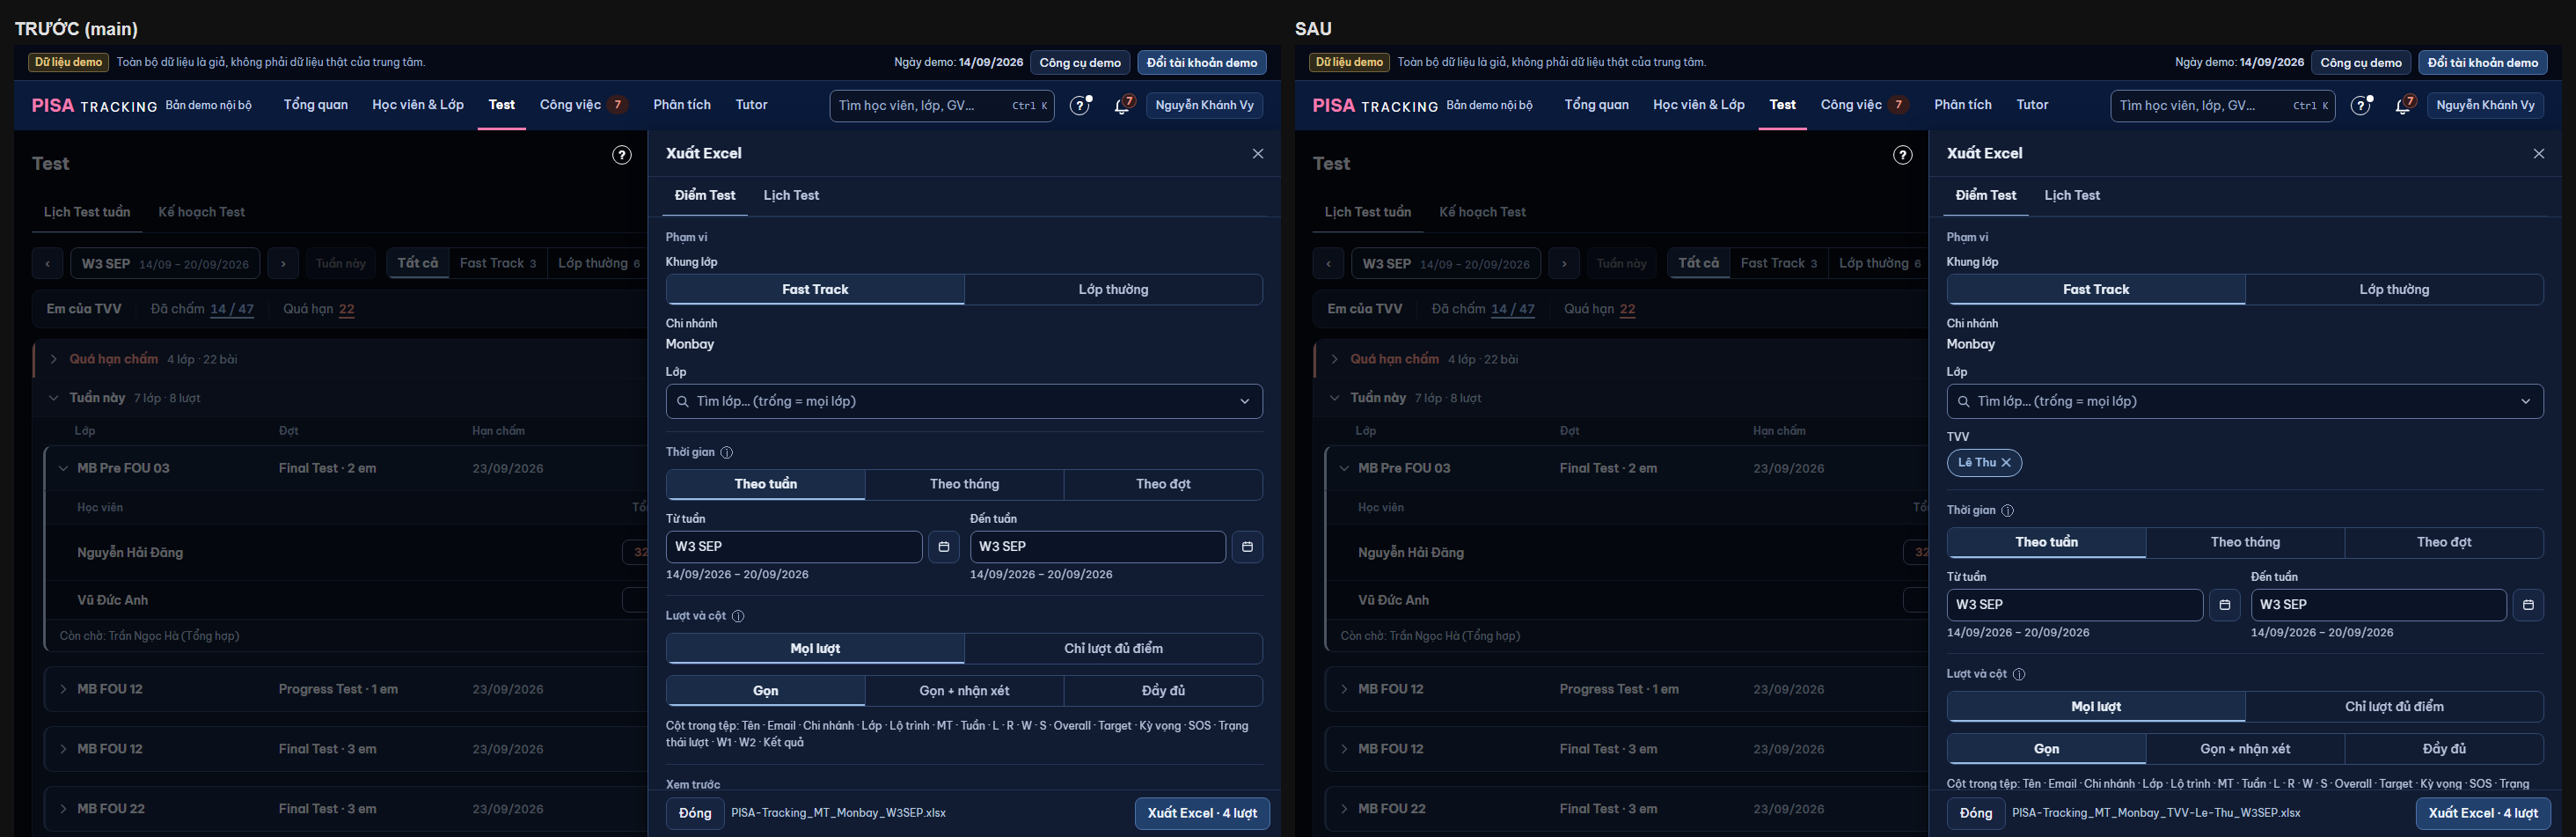 TRƯỚC (main)
Dữ liệu demo Toàn bộ dữ liệu là giả, không phải dữ liệu thật của trung tâm. Ngày demo: 14/09/2026 Công cụ demo Đổi tài khoản demo
PISA TRACKING Bản demo nội bộ Tổng quan Học viên & Lớp Test Công việc 7 Phân tích Tutor Tìm học viên, lớp, GV... Ctrl K ? 7 Nguyễn Khánh Vy
Test ?
Lịch Test tuần Kế hoạch Test
‹ W3 SEP 14/09 – 20/09/2026 › Tuần này Tất cả Fast Track 3 Lớp thường 6
Em của TVV Đã chấm 14 / 47 Quá hạn 22
Quá hạn chấm 4 lớp · 22 bài
Tuần này 7 lớp · 8 lượt
Lớp Đợt Hạn chấm
MB Pre FOU 03 Final Test · 2 em 23/09/2026
Học viên
Nguyễn Hải Đăng 32
Vũ Đức Anh
Còn chờ: Trần Ngọc Hà (Tổng hợp)
MB FOU 12 Progress Test · 1 em 23/09/2026
MB FOU 12 Final Test · 3 em 23/09/2026
MB FOU 22 Final Test · 3 em 23/09/2026
Xuất Excel
Điểm Test Lịch Test
Phạm vi
Khung lớp
Fast Track Lớp thường
Chi nhánh
Monbay
Lớp
Tìm lớp... (trống = mọi lớp)
Thời gian
Theo tuần Theo tháng Theo đợt
Từ tuần Đến tuần
W3 SEP W3 SEP
14/09/2026 – 20/09/2026 14/09/2026 – 20/09/2026
Lượt và cột
Mọi lượt Chỉ lượt đủ điểm
Gọn Gọn + nhận xét Đầy đủ
Cột trong tệp: Tên · Email · Chi nhánh · Lớp · Lộ trình · MT · Tuần · L · R · W · S · Overall · Target · Kỳ vọng · SOS · Trạng
thái lượt · W1 · W2 · Kết quả
Xem trước
Đóng PISA-Tracking_MT_Monbay_W3SEP.xlsx Xuất Excel · 4 lượt
SAU
Dữ liệu demo Toàn bộ dữ liệu là giả, không phải dữ liệu thật của trung tâm. Ngày demo: 14/09/2026 Công cụ demo Đổi tài khoản demo
PISA TRACKING Bản demo nội bộ Tổng quan Học viên & Lớp Test Công việc 7 Phân tích Tutor Tìm học viên, lớp, GV... Ctrl K ? 7 Nguyễn Khánh Vy
Test ?
Lịch Test tuần Kế hoạch Test
‹ W3 SEP 14/09 – 20/09/2026 › Tuần này Tất cả Fast Track 3 Lớp thường 6
Em của TVV Đã chấm 14 / 47 Quá hạn 22
Quá hạn chấm 4 lớp · 22 bài
Tuần này 7 lớp · 8 lượt
Lớp Đợt Hạn chấm
MB Pre FOU 03 Final Test · 2 em 23/09/2026
Học viên
Nguyễn Hải Đăng 32
Vũ Đức Anh
Còn chờ: Trần Ngọc Hà (Tổng hợp)
MB FOU 12 Progress Test · 1 em 23/09/2026
MB FOU 12 Final Test · 3 em 23/09/2026
MB FOU 22 Final Test · 3 em 23/09/2026
Xuất Excel
Điểm Test Lịch Test
Phạm vi
Khung lớp
Fast Track Lớp thường
Chi nhánh
Monbay
Lớp
Tìm lớp... (trống = mọi lớp)
TVV
Lê Thu
Thời gian
Theo tuần Theo tháng Theo đợt
Từ tuần Đến tuần
W3 SEP W3 SEP
14/09/2026 – 20/09/2026 14/09/2026 – 20/09/2026
Lượt và cột
Mọi lượt Chỉ lượt đủ điểm
Gọn Gọn + nhận xét Đầy đủ
Cột trong tệp: Tên · Email · Chi nhánh · Lớp · Lộ trình · MT · Tuần · L · R · W · S · Overall · Target · Kỳ vọng · SOS · Trạng
Đóng PISA-Tracking_MT_Monbay_TVV-Le-Thu_W3SEP.xlsx Xuất Excel · 4 lượt